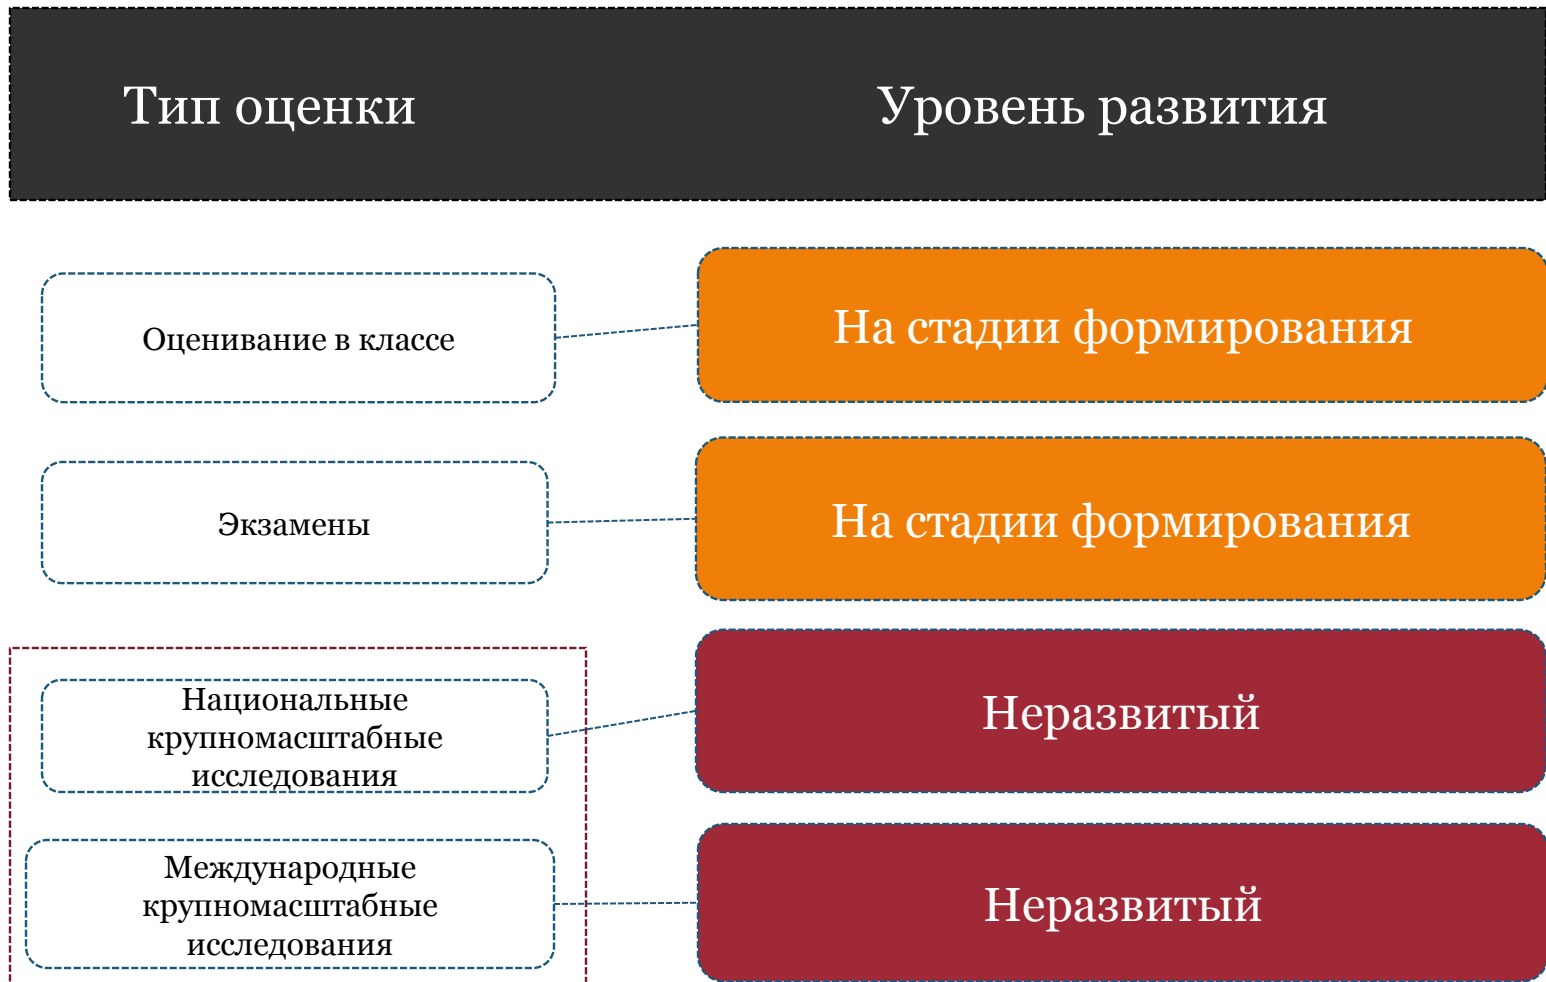 Тип оценки
Уровень развития
Оценивание в классе
На стадии формирования
Экзамены
На стадии формирования
Национальные
крупномасштабные
исследования
Неразвитый
Международные
крупномасштабные
исследования
Неразвитый